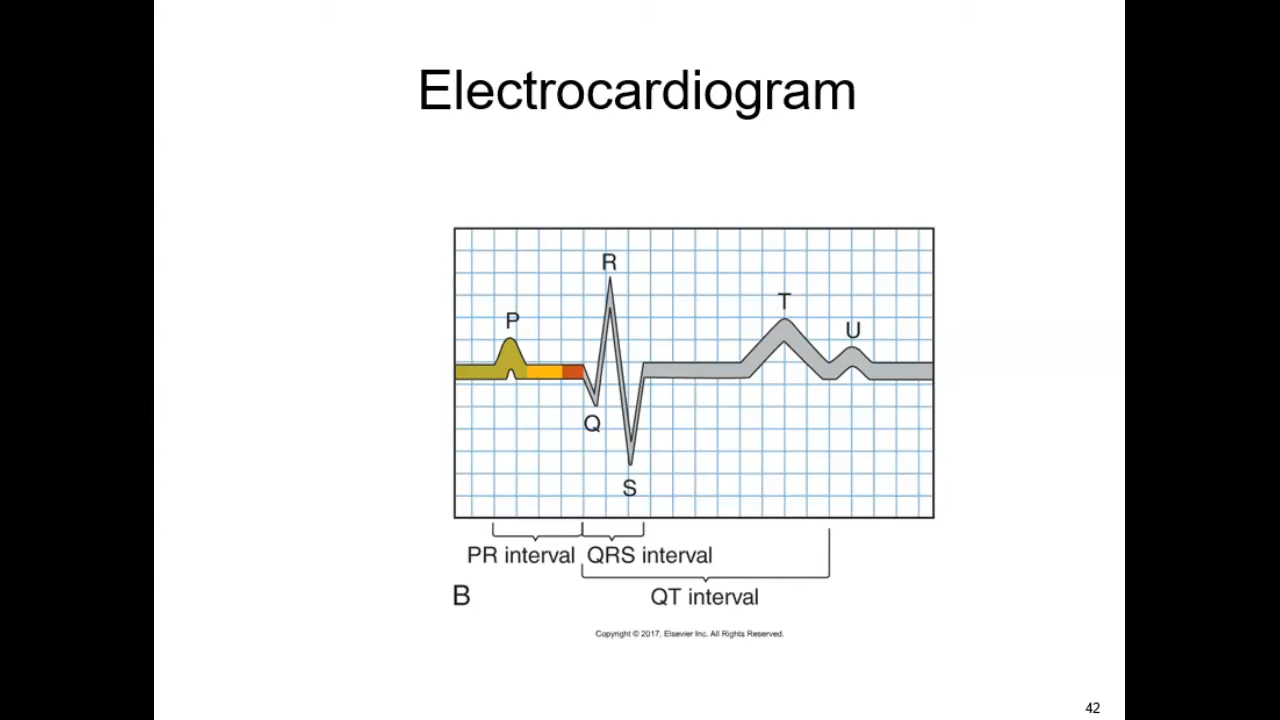 Electrocardiogram
R
P
T
U
Q
S
PR interval QRS interval
QT interval
B
Copyright © 2017, Elsevier Inc. All Rights Reserved.
42